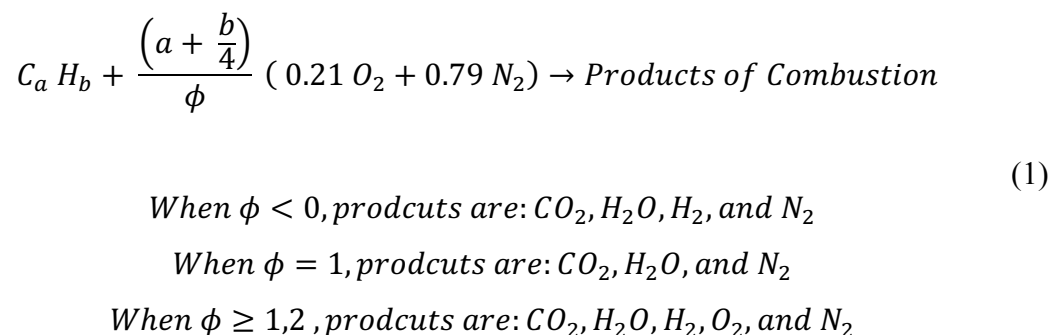 C_a H_b + \frac{\left(a + \frac{b}{4}\right)}{\phi} ( 0.21 O_2 + 0.79 N_2) → Products of Combustion
(1)
When ϕ < 0, prodcuts are: CO_2, H_2O, H_2, and N_2
When ϕ = 1, prodcuts are: CO_2, H_2O, and N_2
When ϕ ≥ 1,2 , prodcuts are: CO_2, H_2O, H_2, O_2, and N_2